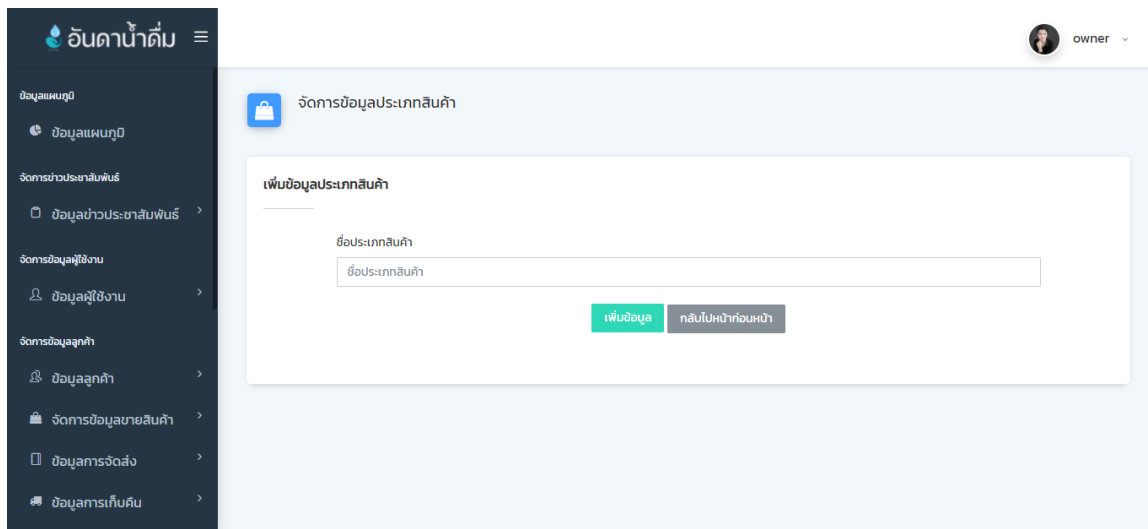 อันดาน้ำดื่ม
owner
ข้อมูลแผนภูมิ
ข้อมูลแผนภูมิ
จัดการข่าวประชาสัมพันธ์
ข้อมูลข่าวประชาสัมพันธ์
จัดการข้อมูลผู้ใช้งาน
ข้อมูลผู้ใช้งาน
จัดการข้อมูลลูกค้า
ข้อมูลลูกค้า
จัดการข้อมูลขายสินค้า
ข้อมูลการจัดส่ง
ข้อมูลการเก็บคืน
จัดการข้อมูลประเภทสินค้า
เพิ่มข้อมูลประเภทสินค้า
ชื่อประเภทสินค้า
ชื่อประเภทสินค้า
เพิ่มข้อมูล กลับไปหน้าก่อนหน้า